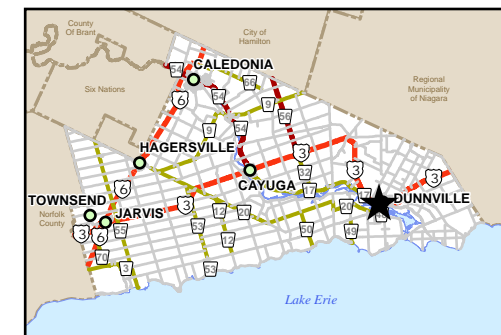 County
Of Brant
City of
Hamilton
CALEDONIA
54
66
Six Nations
6
54
9
56
Regional
Municipality
of Niagara
9
54
HAGERSVILLE
3
32
3
3
6
CAYUGA
17
17
TOWNSEND
DUNNVILLE
Norfolk
County
JARVIS
3
12
20
20
3
6
55
53
12
50
49
70
3
53
Lake Erie